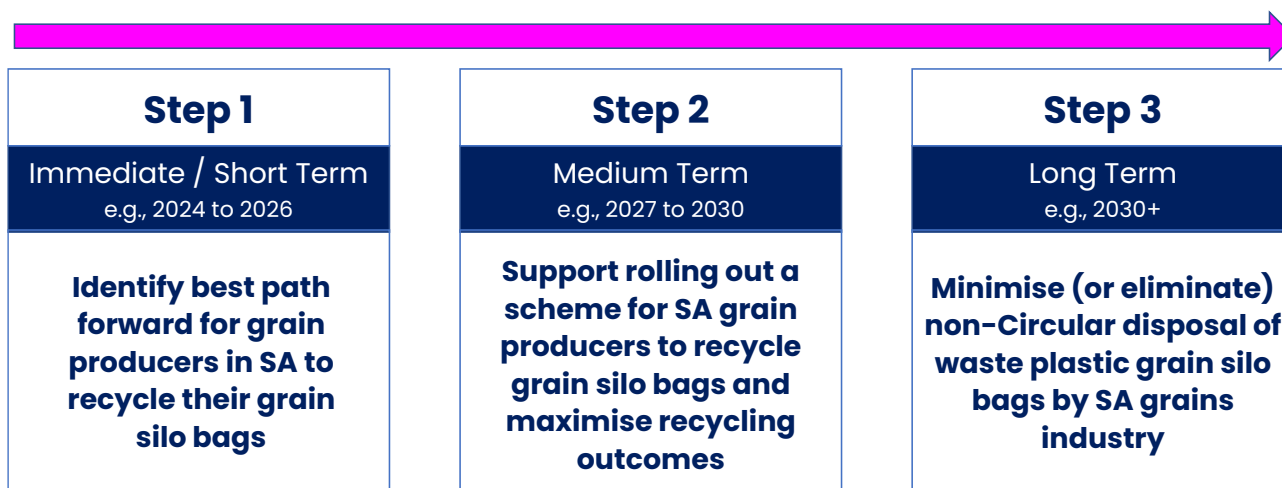 Step 1
Immediate / Short Term
e.g., 2024 to 2026
Identify best path
forward for grain
producers in SA to
recycle their grain
silo bags
Step 2
Medium Term
e.g., 2027 to 2030
Support rolling out a
scheme for SA grain
producers to recycle
grain silo bags and
maximise recycling
outcomes
Step 3
Long Term
e.g., 2030+
Minimise (or eliminate)
non-Circular disposal of
waste plastic grain silo
bags by SA grains
industry